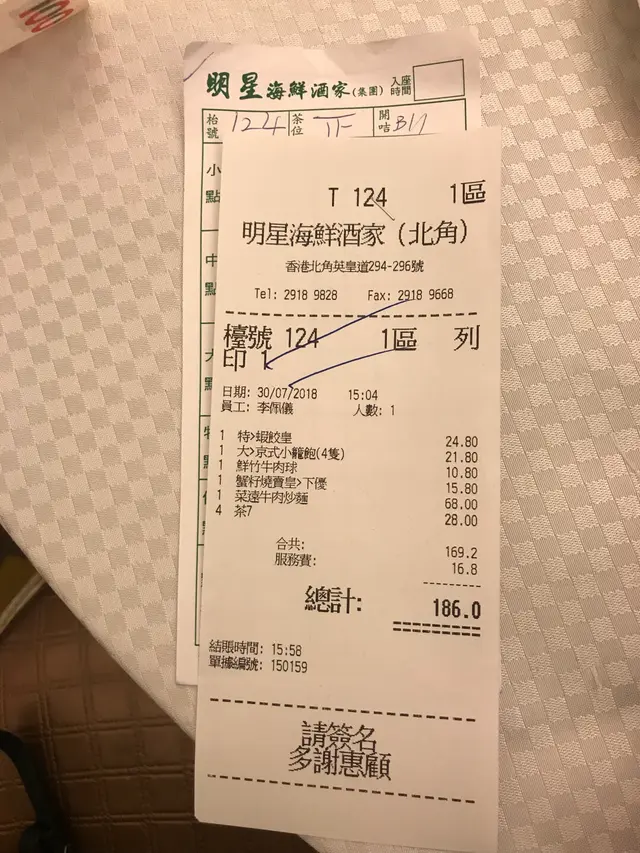 明星海鮮酒家(集團) 入座時間
枱號 124 茶位 開咭
小點
中點
大點
特點
T 124 1區
明星海鮮酒家(北角)
香港北角英皇道294-296號
Tel: 2918 9828 Fax: 2918 9668
檯號 124 1區 列
印 1
日期: 30/07/2018 15:04
員工: 李佩儀 人數: 1
1 特>蝦餃皇 24.80
1 大>京式小籠飽(4隻) 21.80
1 鮮竹牛肉球 10.80
1 蟹籽燒賣皇>下優 15.80
1 菜遠牛肉炒麵 68.00
4 茶7 28.00
合共: 169.2
服務費: 16.8
總計: 186.0
結賬時間: 15:58
單據編號: 150159
請簽名
多謝惠顧